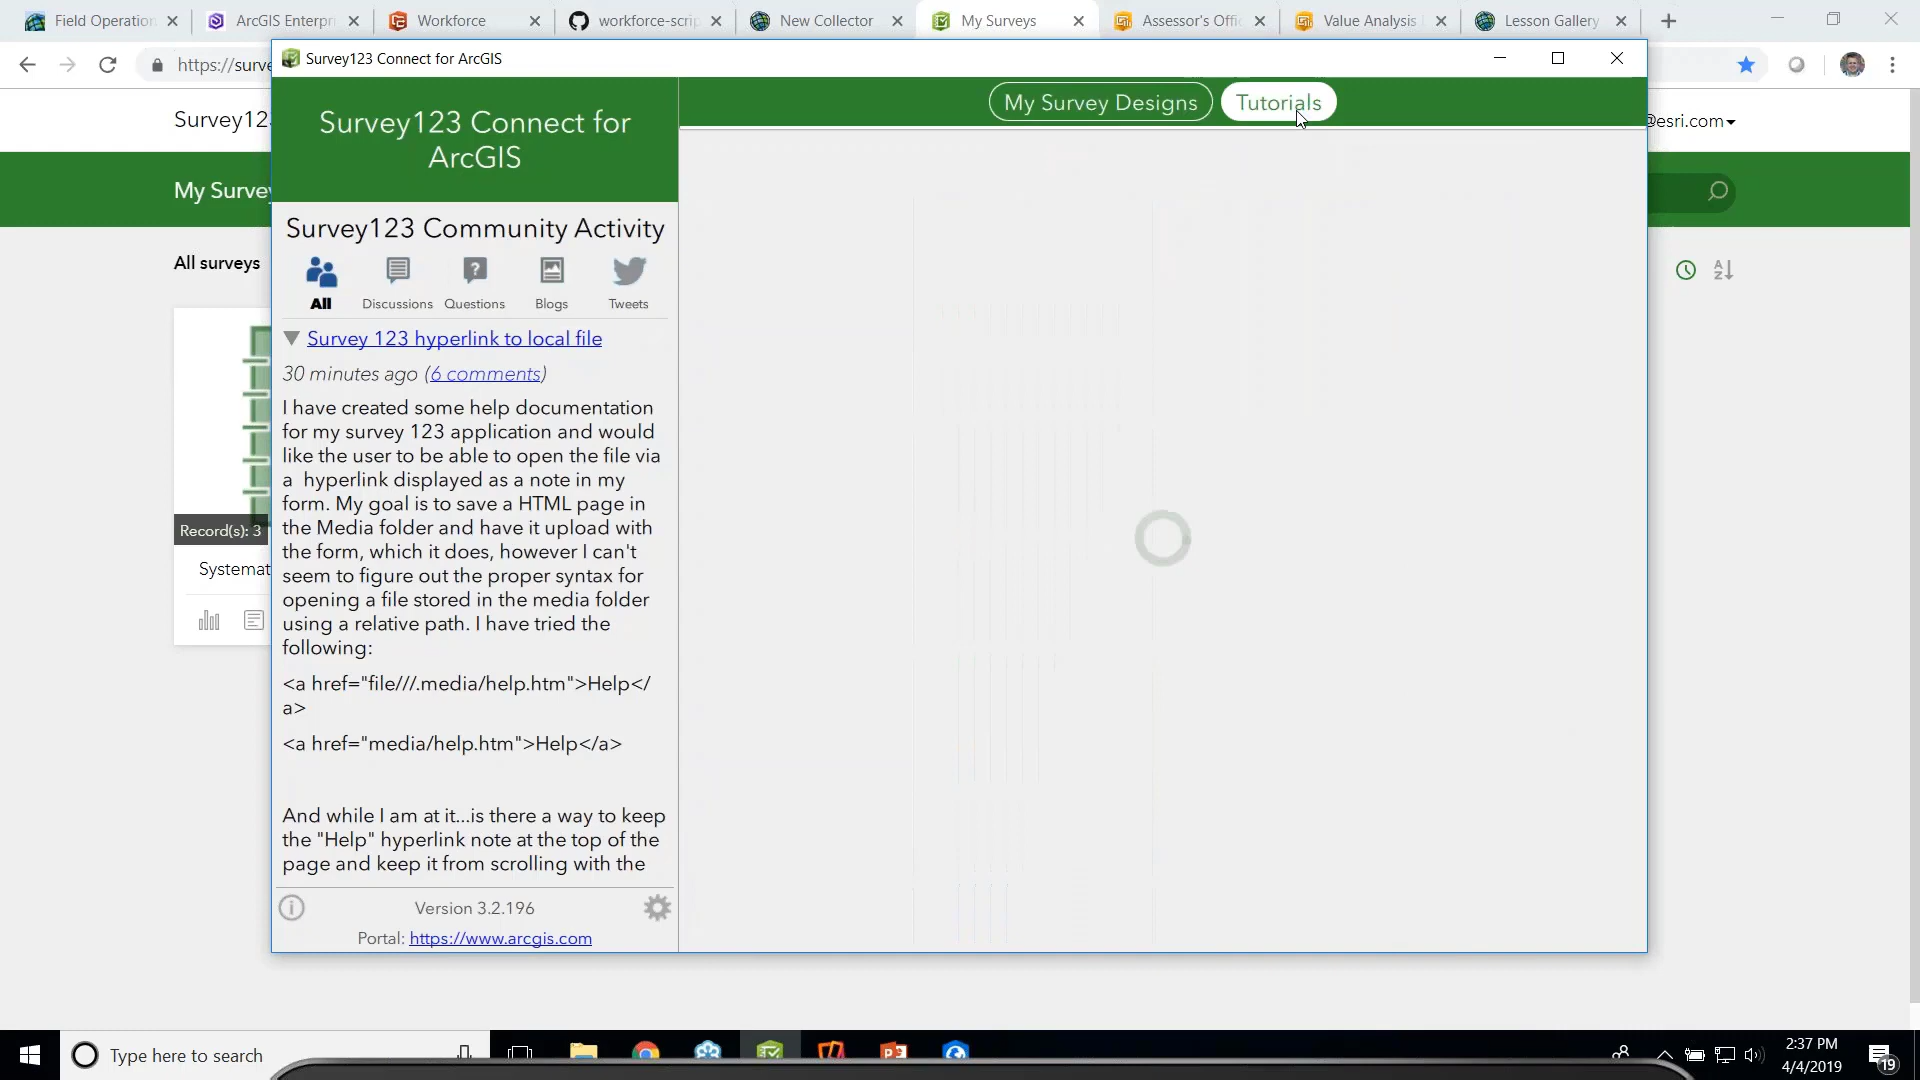 Field Operation
ArcGIS Enterpri
Workforce
workforce-scrip
New Collector
My Surveys
Assessor's Offic
Value Analysis
Lesson Gallery
https://surve
Survey123 Connect for ArcGIS
Survey12
@esri.com
My Surve
All surveys
Record(s): 3
Systemat
Survey123 Connect for
ArcGIS
My Survey Designs
Tutorials
Survey123 Community Activity
All
Discussions
Questions
Blogs
Tweets
Survey 123 hyperlink to local file
30 minutes ago (6 comments)
I have created some help documentation
for my survey 123 application and would
like the user to be able to open the file via
a hyperlink displayed as a note in my
form. My goal is to save a HTML page in
the Media folder and have it upload with
the form, which it does, however I can't
seem to figure out the proper syntax for
opening a file stored in the media folder
using a relative path. I have tried the
following:
<a href="file///.media/help.htm">Help</
a>
<a href="media/help.htm">Help</a>
And while I am at it...is there a way to keep
the "Help" hyperlink note at the top of the
page and keep it from scrolling with the
Version 3.2.196
Portal: https://www.arcgis.com
Type here to search
2:37 PM
4/4/2019
19